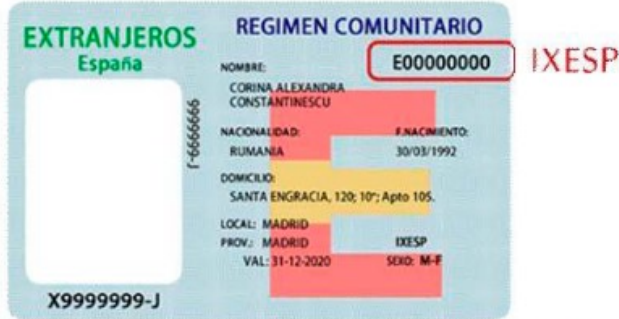 EXTRANJEROS
España
REGIMEN COMUNITARIO
NOMBRE:
E00000000
IXESP
CORINA ALEXANDRA
CONSTANTINESCU
NACIONALIDAD:
F.NACIMIENTO:
RUMANIA
30/03/1992
DOMICILIO:
SANTA ENGRACIA, 120; 10º; Apto 105.
LOCAL: MADRID
PROV.: MADRID
IXESP
VAL: 31-12-2020
SEXO: M-F
9999999-J
X9999999-J